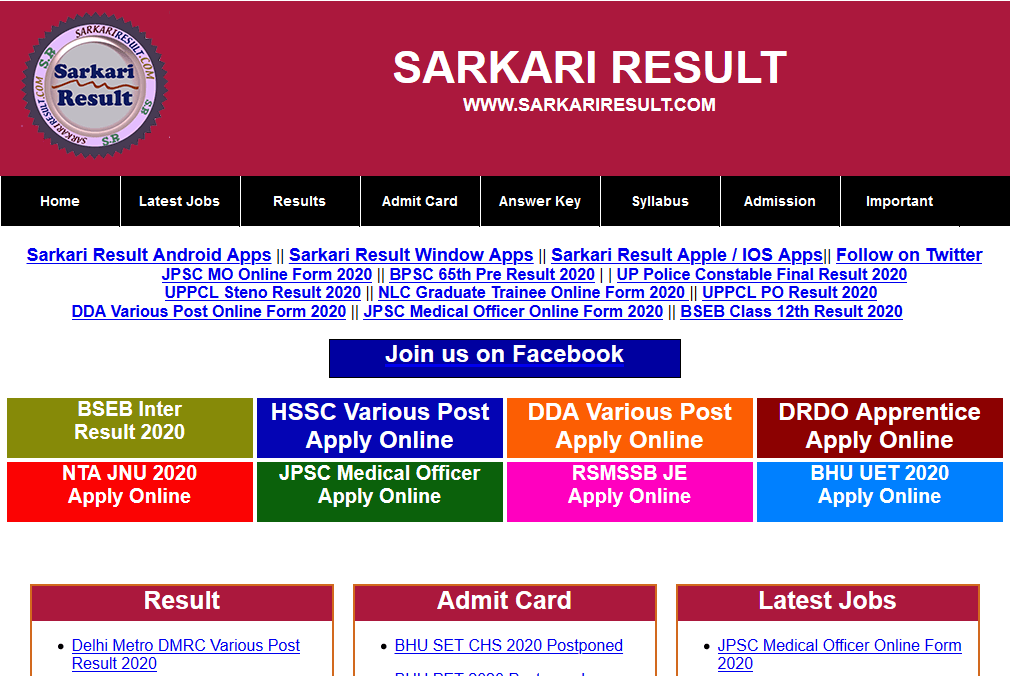 SARKARIRESULT.COM
S.R
Sarkari
Result
SR
SARKARIRESULT.COM
S.R
SARKARI RESULT
WWW.SARKARIRESULT.COM
Home Latest Jobs Results Admit Card Answer Key Syllabus Admission Important
Sarkari Result Android Apps || Sarkari Result Window Apps || Sarkari Result Apple / IOS Apps|| Follow on Twitter
JPSC MO Online Form 2020 || BPSC 65th Pre Result 2020 | | UP Police Constable Final Result 2020
UPPCL Steno Result 2020 || NLC Graduate Trainee Online Form 2020 || UPPCL PO Result 2020
DDA Various Post Online Form 2020 || JPSC Medical Officer Online Form 2020 || BSEB Class 12th Result 2020
Join us on Facebook
BSEB Inter
Result 2020
HSSC Various Post
Apply Online
DDA Various Post
Apply Online
DRDO Apprentice
Apply Online
NTA JNU 2020
Apply Online
JPSC Medical Officer
Apply Online
RSMSSB JE
Apply Online
BHU UET 2020
Apply Online
Result
• Delhi Metro DMRC Various Post
Result 2020
Admit Card
• BHU SET CHS 2020 Postponed
Latest Jobs
• JPSC Medical Officer Online Form
2020